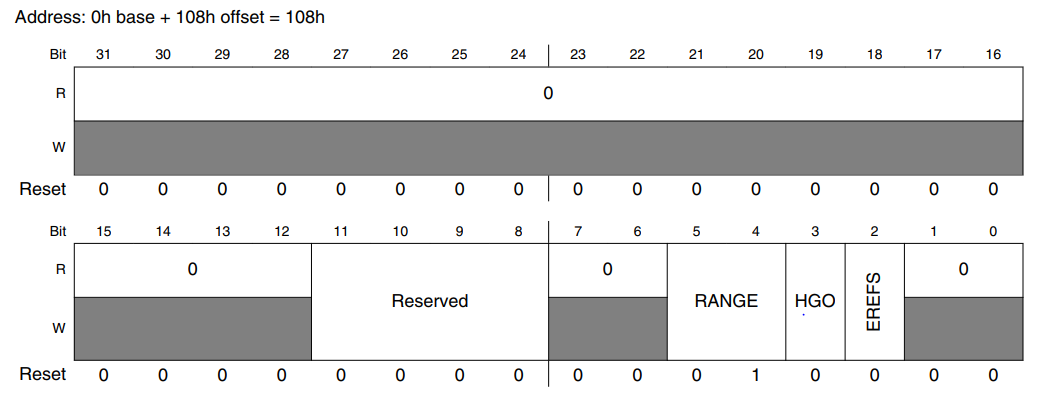 Address: 0h base + 108h offset = 108h
Bit 31 30 29 28 27 26 25 24 23 22 21 20 19 18 17 16
R 0
W
Reset 0 0 0 0 0 0 0 0 0 0 0 0 0 0 0 0
Bit 15 14 13 12 11 10 9 8 7 6 5 4 3 2 1 0
R 0 0 0
Reserved RANGE HGO EREFS
W
Reset 0 0 0 0 0 0 0 0 0 0 0 1 0 0 0 0